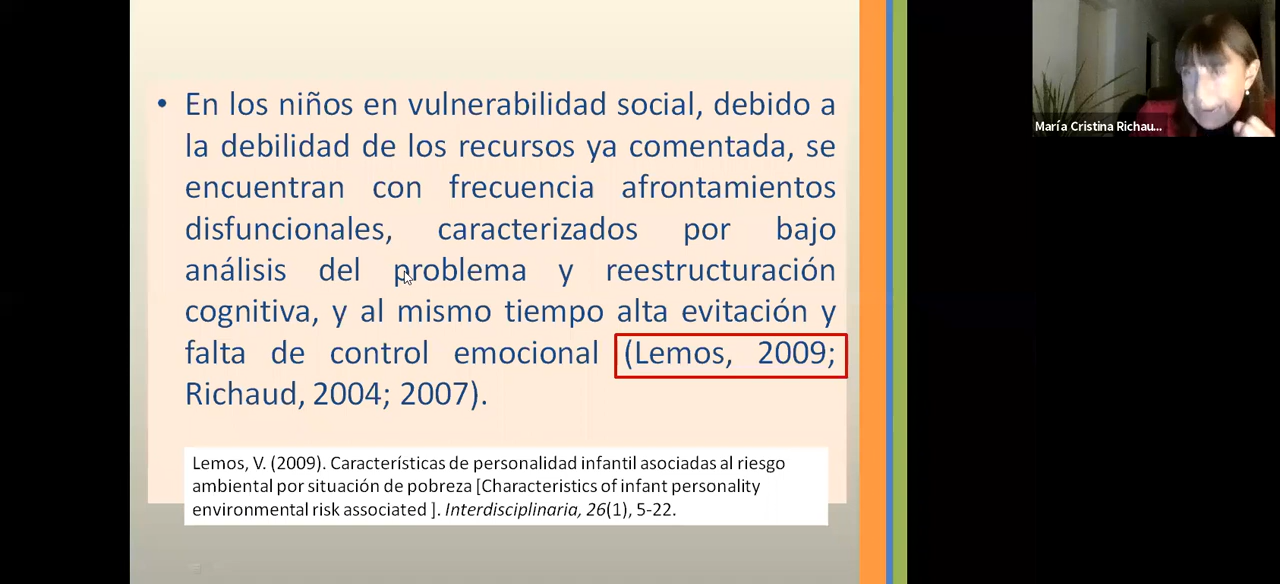 • En los niños en vulnerabilidad social, debido a
la debilidad de los recursos ya comentada, se
encuentran con frecuencia afrontamientos
disfuncionales, caracterizados por bajo
análisis del problema y reestructuración
cognitiva, y al mismo tiempo alta evitación y
falta de control emocional (Lemos, 2009;
Richaud, 2004; 2007).
Lemos, V. (2009). Características de personalidad infantil asociadas al riesgo
ambiental por situación de pobreza [Characteristics of infant personality
environmental risk associated ]. Interdisciplinaria, 26(1), 5-22.
María Cristina Richau...